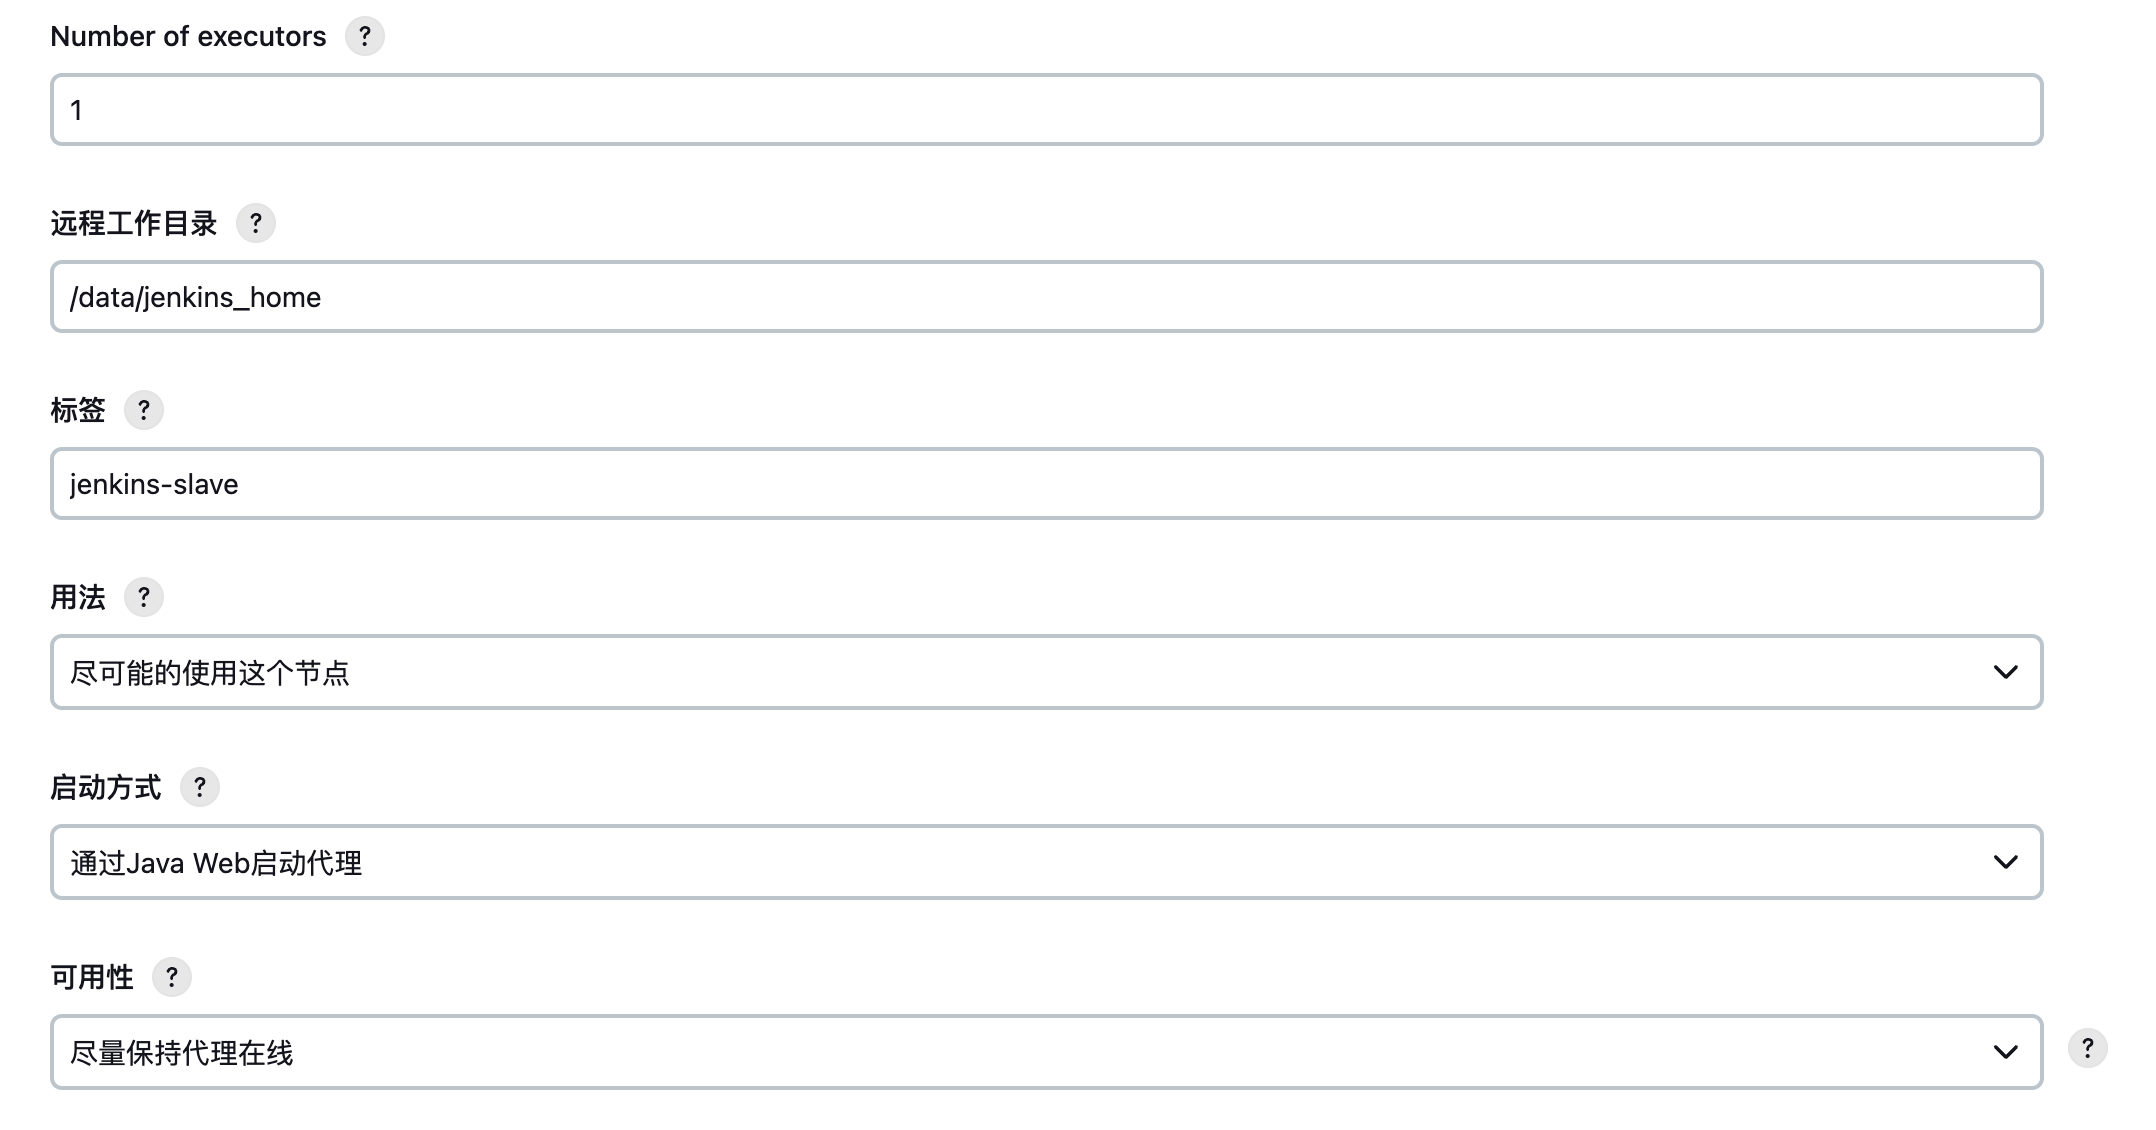 Number of executors ?
1
远程工作目录 ?
/data/jenkins_home
标签 ?
jenkins-slave
用法 ?
尽可能的使用这个节点
启动方式 ?
通过Java Web启动代理
可用性 ?
尽量保持代理在线
?